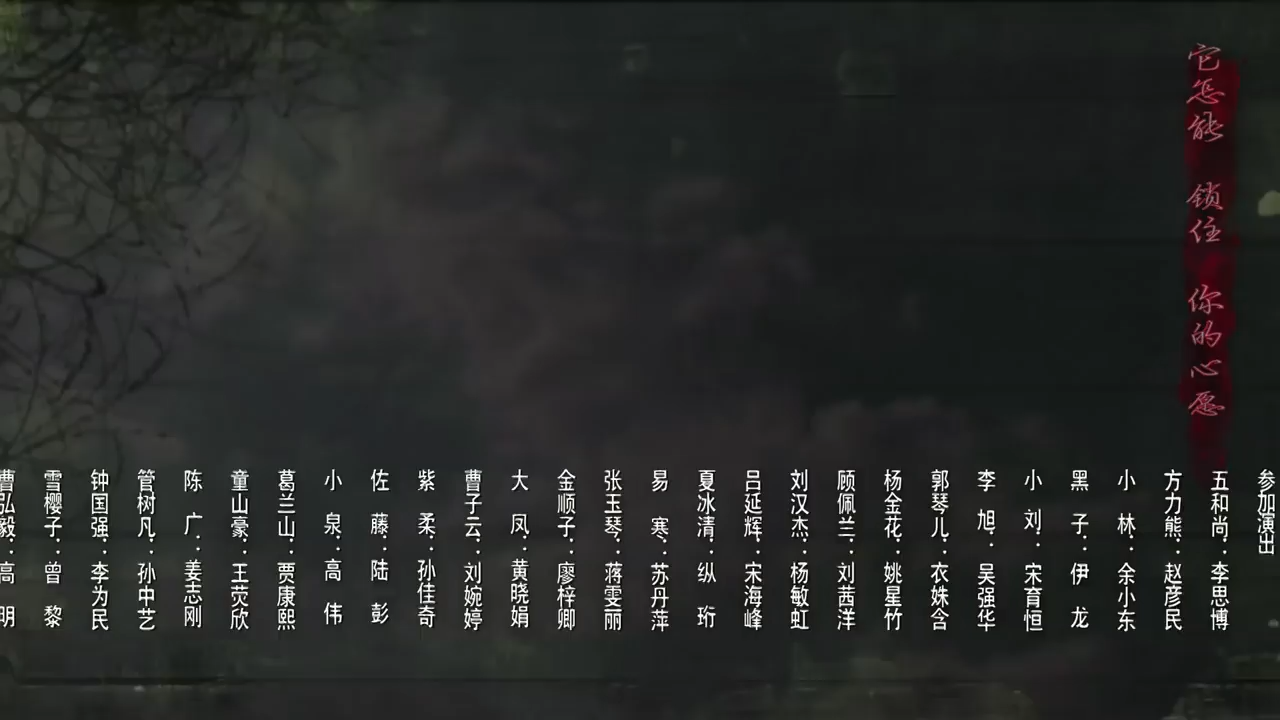 它怎能 锁住 你的心愿
参加演出
五和尚：李思博
方力熊：赵彦民
小林：余小东
黑子：伊龙
小刘：宋育恒
李旭：吴强华
郭琴儿：衣姝含
杨金花：姚星竹
顾佩兰：刘茜洋
刘汉杰：杨敏虹
吕延辉：宋海峰
夏冰清：纵珩
易寒：苏丹萍
张玉琴：蒋雯丽
金顺子：廖梓卿
大凤：黄晓娟
曹子云：刘婉婷
紫柔：孙佳奇
佐藤：陆彭
小泉：高伟
葛兰山：贾康熙
童山豪：王荧欣
陈广：姜志刚
管树凡：孙中艺
钟国强：李为民
雪樱子：曾黎
曹弘毅：高明